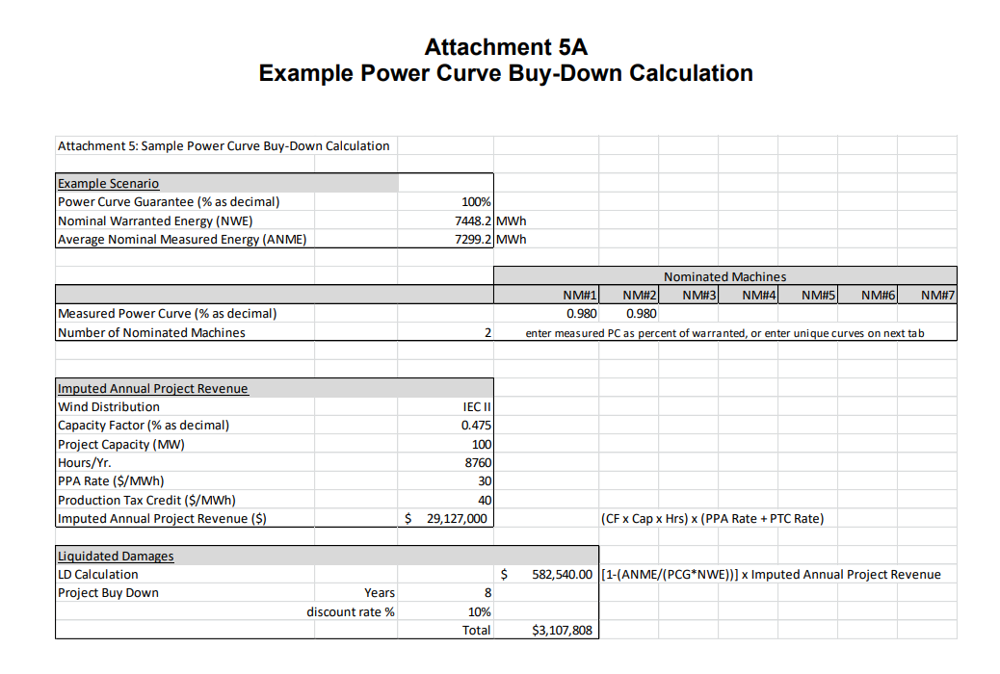 Attachment 5A
Example Power Curve Buy-Down Calculation
Attachment 5: Sample Power Curve Buy-Down Calculation
Example Scenario
Power Curve Guarantee (% as decimal) 100%
Nominal Warranted Energy (NWE) 7448.2 MWh
Average Nominal Measured Energy (ANME) 7299.2 MWh
Nominated Machines
NM#1 NM#2 NM#3 NM#4 NM#5 NM#6 NM#7
Measured Power Curve (% as decimal) 0.980 0.980
Number of Nominated Machines 2 enter measured PC as percent of warranted, or enter unique curves on next tab
Imputed Annual Project Revenue
Wind Distribution IEC II
Capacity Factor (% as decimal) 0.475
Project Capacity (MW) 100
Hours/Yr. 8760
PPA Rate ($/MWh) 30
Production Tax Credit ($/MWh) 40
Imputed Annual Project Revenue ($) $ 29,127,000 (CF x Cap x Hrs) x (PPA Rate + PTC Rate)
Liquidated Damages
LD Calculation $ 582,540.00 [1-(ANME/(PCG*NWE))] x Imputed Annual Project Revenue
Project Buy Down Years 8
discount rate % 10%
Total $3,107,808